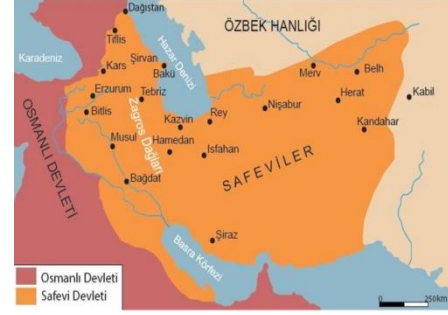 Dağıstan
ÖZBEK HANLIĞI
Tiflis
Karadeniz
Şirvan
Hazar Denizi
Kars
Bakü
Merv
Belh
Erzurum
Tebriz
Kabil
Nişabur
Herat
Bitlis
Rey
Zagros Dağları
Kazvin
Kandahar
OSMANLI DEVLETİ
Musul
Hamedan
Isfahan
SAFEVİLER
Bağdat
Şiraz
Basra Körfezi
Osmanlı Devleti
Safevi Devleti
0 250km